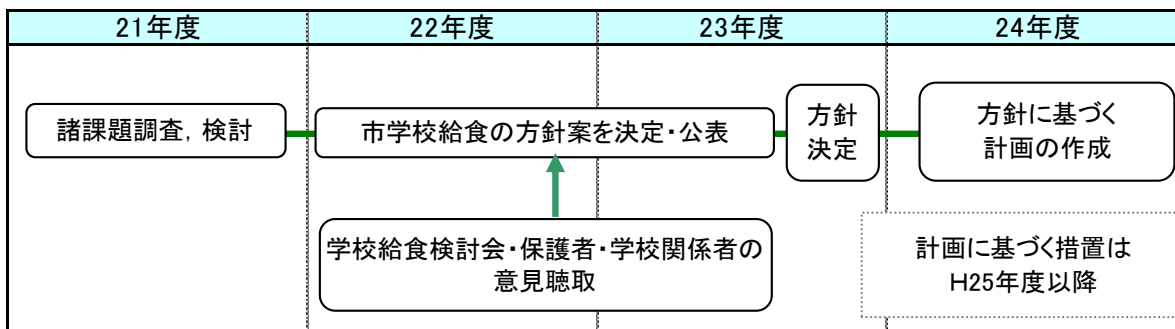 21年度
22年度
23年度
24年度
諸課題調査，検討
市学校給食の方針案を決定・公表
方針
決定
方針に基づく
計画の作成
学校給食検討会・保護者・学校関係者の
意見聴取
計画に基づく措置は
H25年度以降